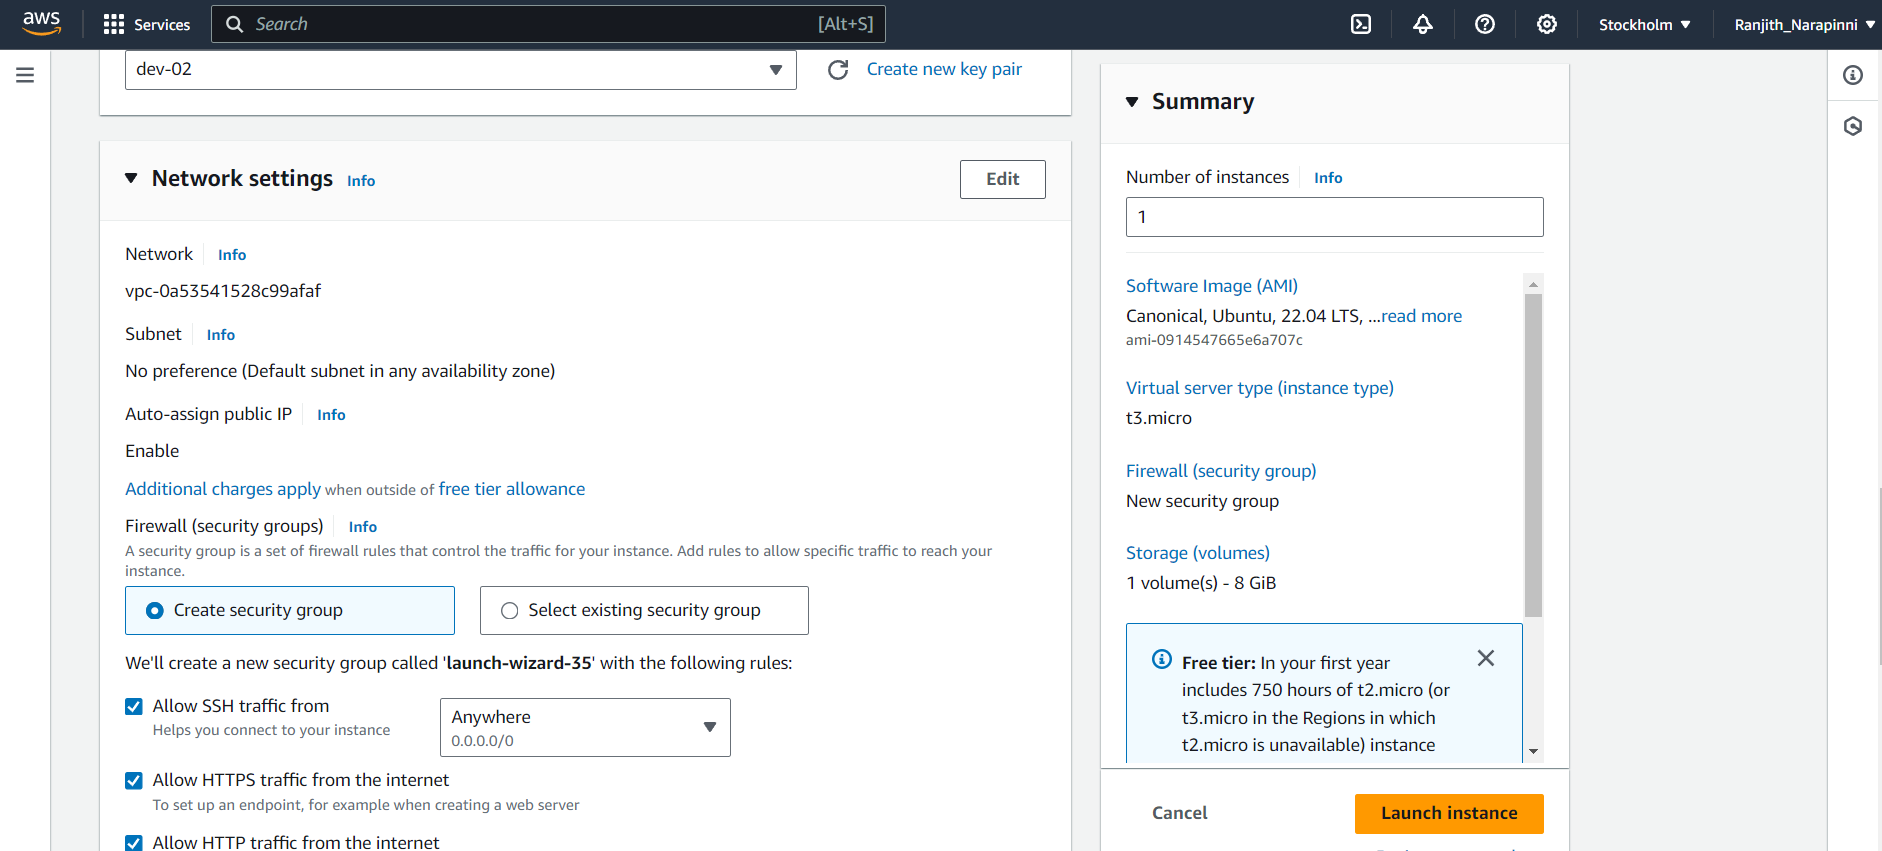 aws
Services
Search
[Alt+S]
Stockholm
Ranjith_Narapinni
dev-02
Create new key pair
Network settings
Info
Edit
Network
Info
vpc-0a53541528c99afaf
Subnet
Info
No preference (Default subnet in any availability zone)
Auto-assign public IP
Info
Enable
Additional charges apply when outside of free tier allowance
Firewall (security groups)
Info
A security group is a set of firewall rules that control the traffic for your instance. Add rules to allow specific traffic to reach your
instance.
Create security group
Select existing security group
We'll create a new security group called 'launch-wizard-35' with the following rules:
Allow SSH traffic from
Helps you connect to your instance
Anywhere
0.0.0.0/0
Allow HTTPS traffic from the internet
To set up an endpoint, for example when creating a web server
Allow HTTP traffic from the internet
Summary
Number of instances
Info
1
Software Image (AMI)
Canonical, Ubuntu, 22.04 LTS, ...read more
ami-0914547665e6a707c
Virtual server type (instance type)
t3.micro
Firewall (security group)
New security group
Storage (volumes)
1 volume(s) - 8 GiB
Free tier: In your first year
includes 750 hours of t2.micro (or
t3.micro in the Regions in which
t2.micro is unavailable) instance
Cancel
Launch instance